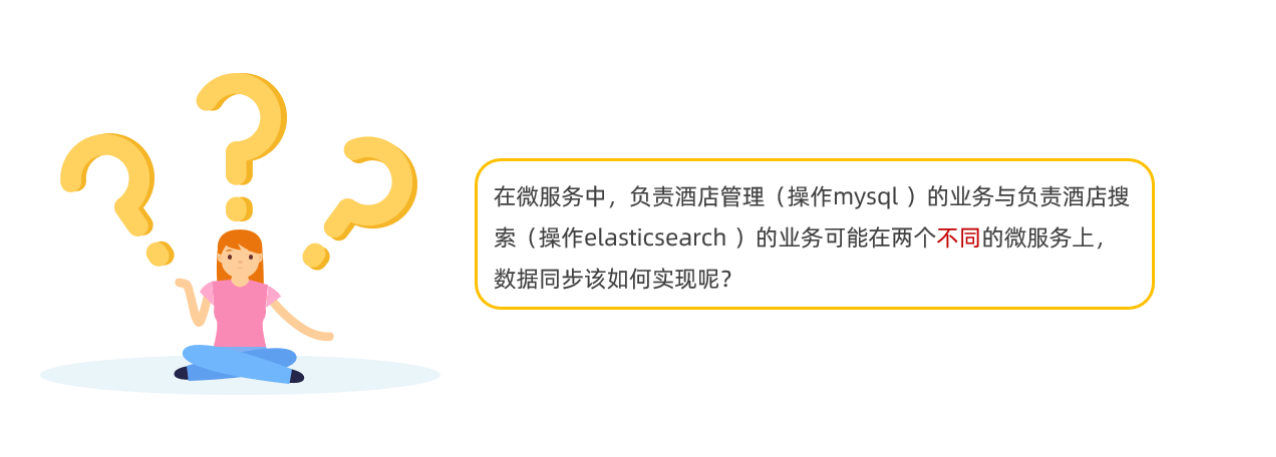 在微服务中，负责酒店管理（操作mysql ）的业务与负责酒店搜
索（操作elasticsearch ）的业务可能在两个不同的微服务上，
数据同步该如何实现呢？